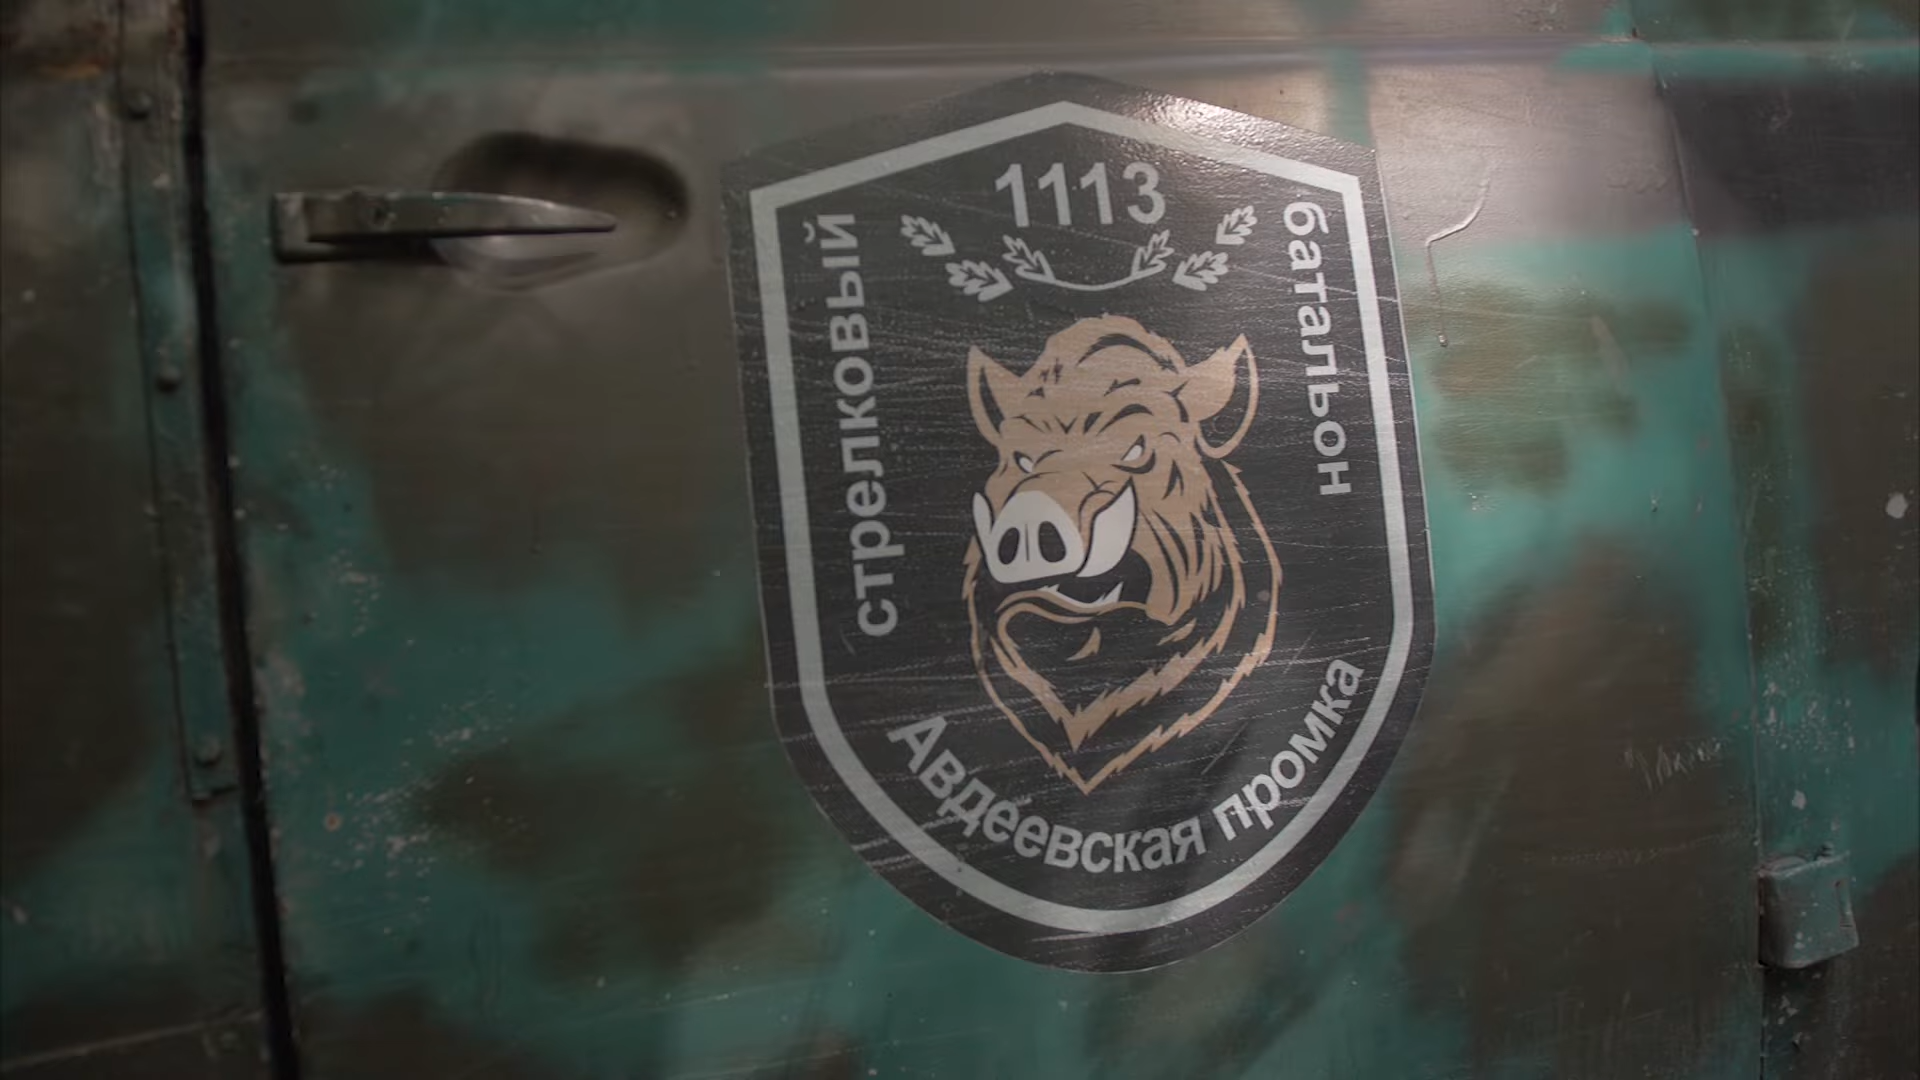 1113
стрелковый
батальон
Авдеевская промка